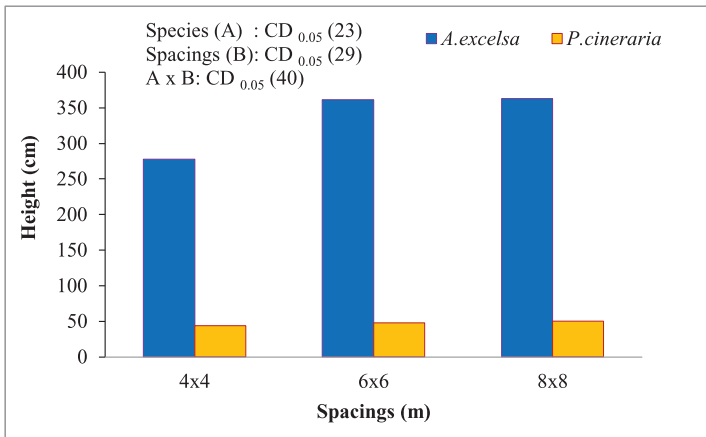 Species (A) : CD 0.05 (23)
Spacings (B): CD 0.05 (29)
A x B: CD 0.05 (40)
A.excelsa P.cineraria
400
350
300
250
200
150
100
50
0
Height (cm)
4x4 6x6 8x8
Spacings (m)